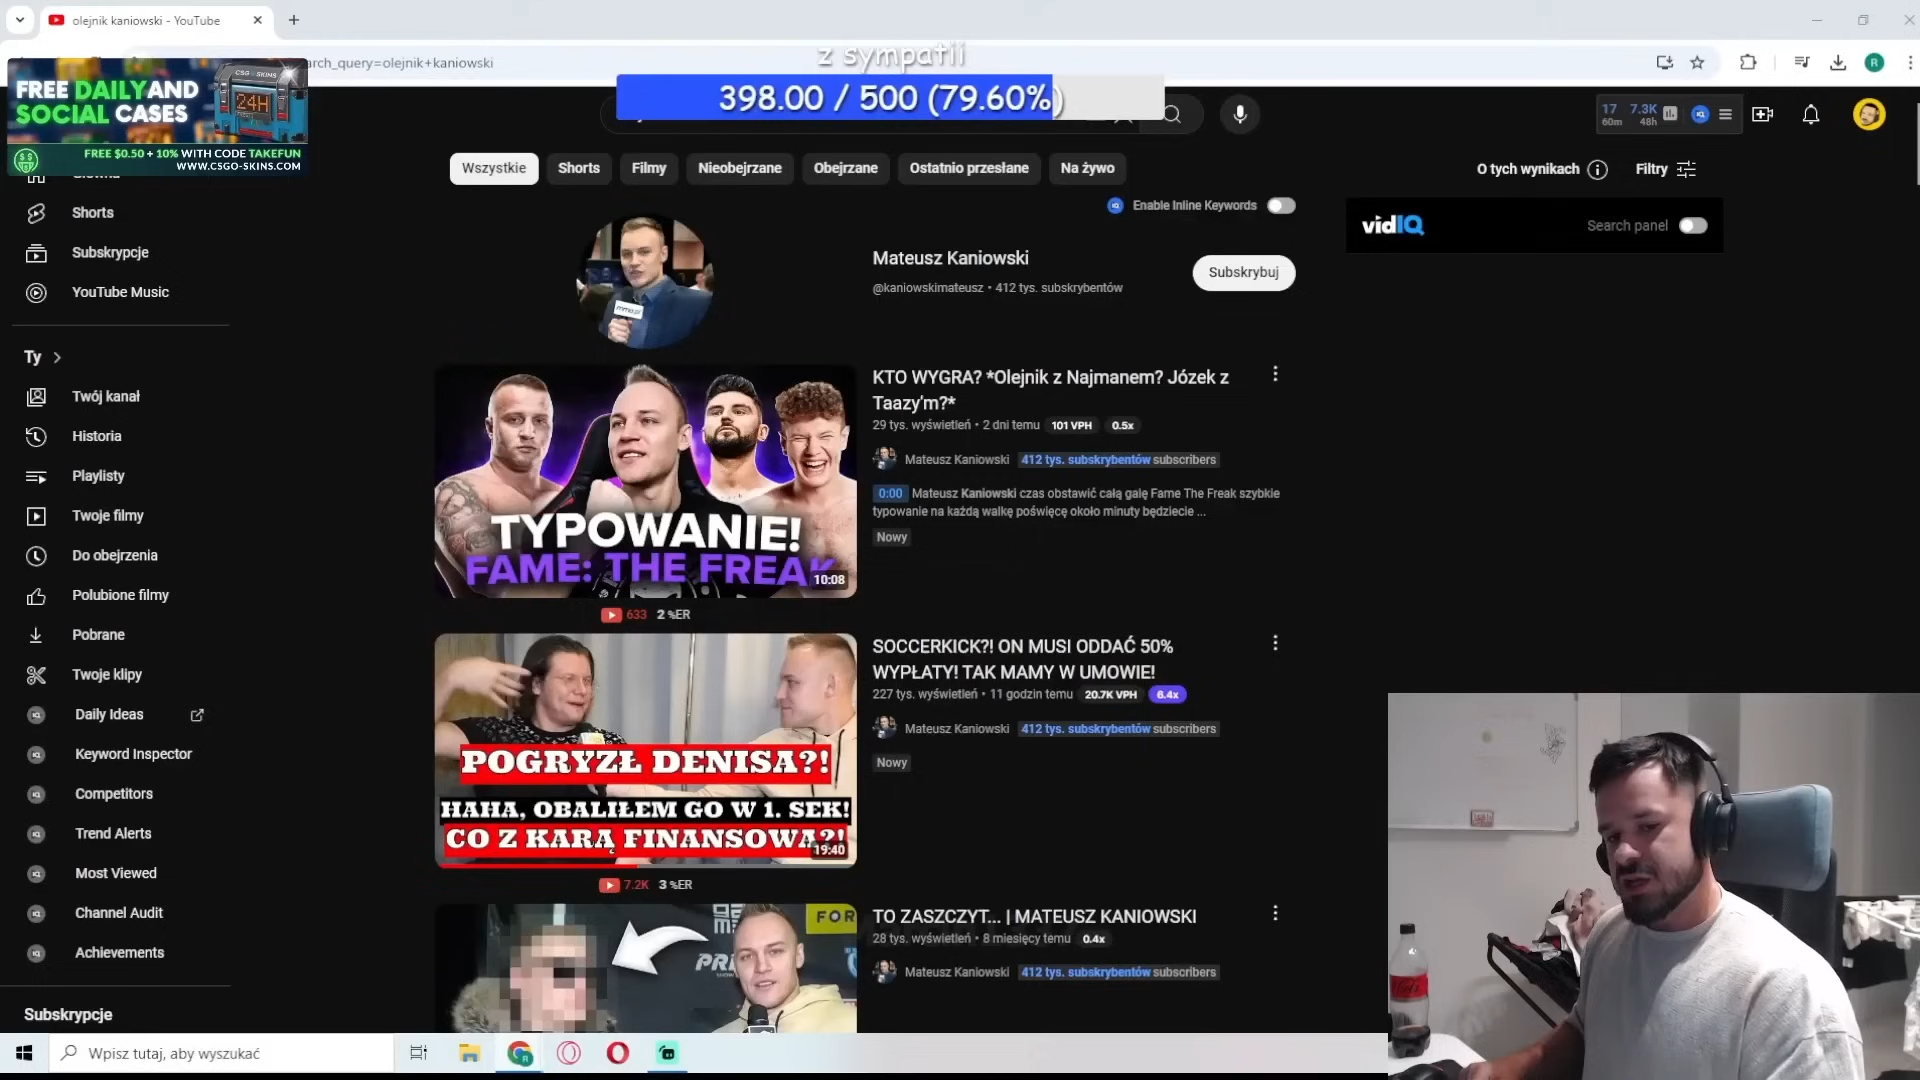 olejnik kaniowski - YouTube
arch_query=olejnik+kaniowski
R
z sympatii
398.00 / 500 (79.60%)
FREE DAILY AND
SOCIAL CASES
CSGO-SKINS
24H
FREE $0.50 + 10% WITH CODE TAKEFUN
WWW.CSGO-SKINS.COM
17
60m
7.3K
48h
Wszystkie
Shorts
Filmy
Nieobejrzane
Obejrzane
Ostatnio przesłane
Na żywo
O tych wynikach
Filtry
Enable Inline Keywords
vidIQ
Search panel
Shorts
Subskrypcje
YouTube Music
Ty
Twój kanał
Historia
Playlisty
Twoje filmy
Do obejrzenia
Polubione filmy
Pobrane
Twoje klipy
Daily Ideas
Keyword Inspector
Competitors
Trend Alerts
Most Viewed
Channel Audit
Achievements
Subskrypcje
Mateusz Kaniowski
@kaniowskimateusz • 412 tys. subskrybentów
Subskrybuj
TYPOWANIE!
FAME: THE FREAK
10:08
633 2 %ER
KTO WYGRA? *Olejnik z Najmanem? Józek z
Taazy'm?*
29 tys. wyświetleń • 2 dni temu 101 VPH 0.5x
Mateusz Kaniowski 412 tys. subskrybentów subscribers
0:00 Mateusz Kaniowski czas obstawić całą galę Fame The Freak szybkie
typowanie na każdą walkę poświęcę około minuty będziecie ...
Nowy
POGRYZŁ DENISA?!
HAHA, OBALIŁEM GO W 1. SEK!
CO Z KARĄ FINANSOWĄ?!
19:40
7.2K 3 %ER
SOCCERKICK?! ON MUSI ODDAĆ 50%
WYPŁATY! TAK MAMY W UMOWIE!
227 tys. wyświetleń • 11 godzin temu 20.7K VPH 6.4x
Mateusz Kaniowski 412 tys. subskrybentów subscribers
Nowy
FOR
TO ZASZCZYT... | MATEUSZ KANIOWSKI
28 tys. wyświetleń • 8 miesięcy temu 0.4x
Mateusz Kaniowski 412 tys. subskrybentów subscribers
Wpisz tutaj, aby wyszukać